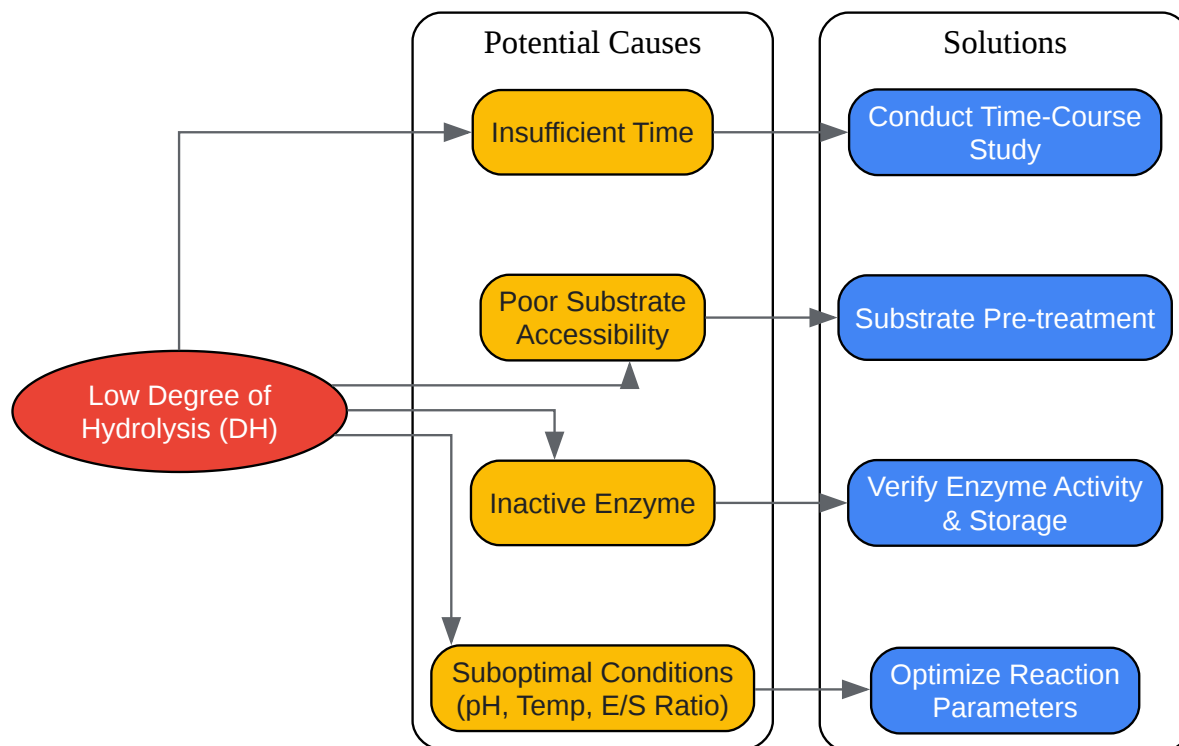 Potential Causes
Solutions
Insufficient Time
Conduct Time-Course
Study
Poor Substrate
Accessibility
Substrate Pre-treatment
Low Degree of
Hydrolysis (DH)
Inactive Enzyme
Verify Enzyme Activity
& Storage
Suboptimal Conditions
(pH, Temp, E/S Ratio)
Optimize Reaction
Parameters